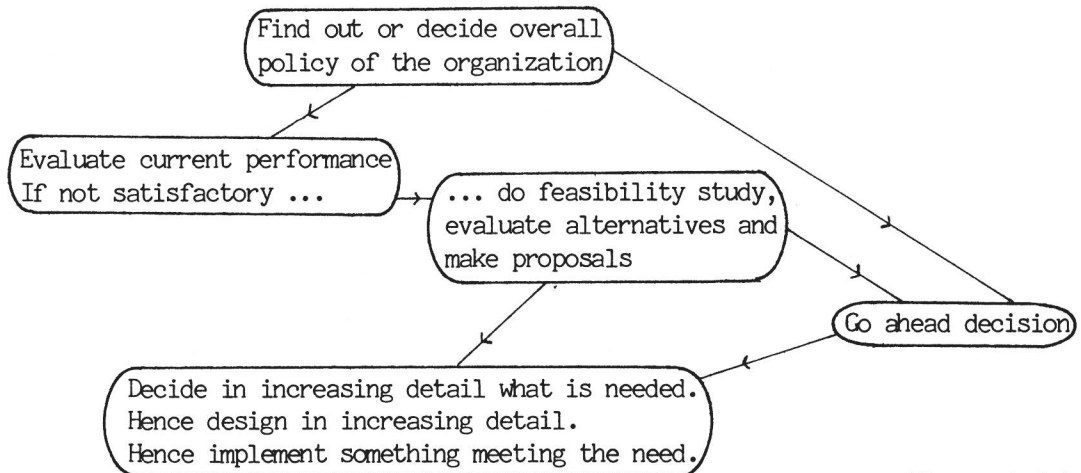 Find out or decide overall
policy of the organization
Evaluate current performance
If not satisfactory ...
... do feasibility study,
evaluate alternatives and
make proposals
Go ahead decision
Decide in increasing detail what is needed.
Hence design in increasing detail.
Hence implement something meeting the need.